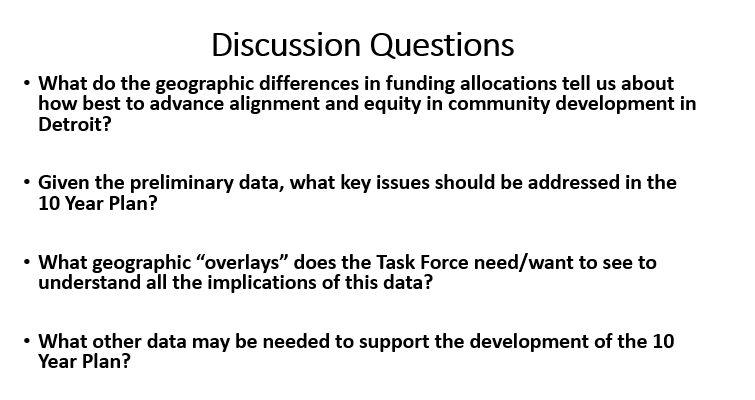 Discussion Questions
• What do the geographic differences in funding allocations tell us about
how best to advance alignment and equity in community development in
Detroit?
• Given the preliminary data, what key issues should be addressed in the
10 Year Plan?
• What geographic “overlays” does the Task Force need/want to see to
understand all the implications of this data?
• What other data may be needed to support the development of the 10
Year Plan?